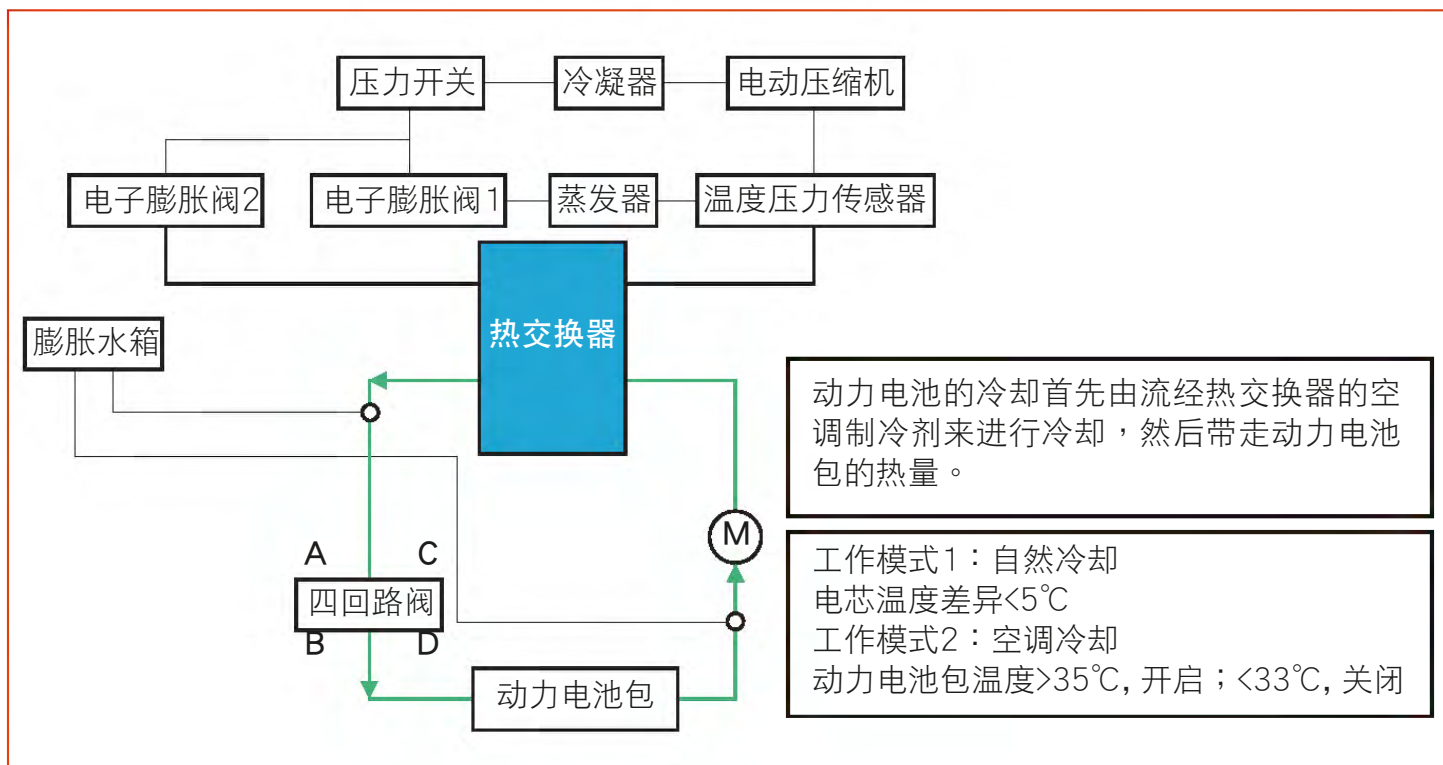 压力开关
冷凝器
电动压缩机
电子膨胀阀2
电子膨胀阀1
蒸发器
温度压力传感器
热交换器
膨胀水箱
动力电池的冷却首先由流经热交换器的空
调制冷剂来进行冷却，然后带走动力电池
包的热量。
M
A
C
四回路阀
B
D
工作模式1：自然冷却
电芯温度差异<5℃
工作模式2：空调冷却
动力电池包温度>35℃, 开启；<33℃, 关闭
动力电池包